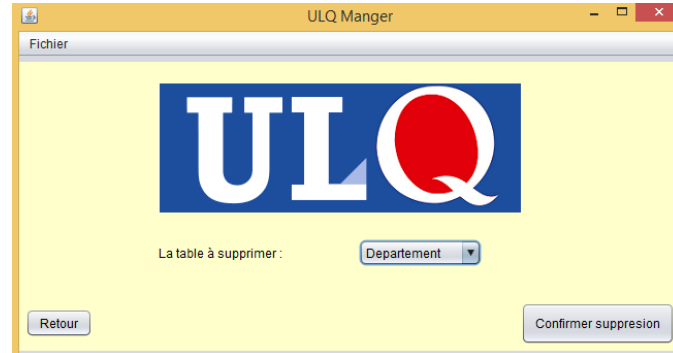 ULQ Manger
Fichier
ULQ
La table à supprimer :
Departement
Retour
Confirmer suppresion